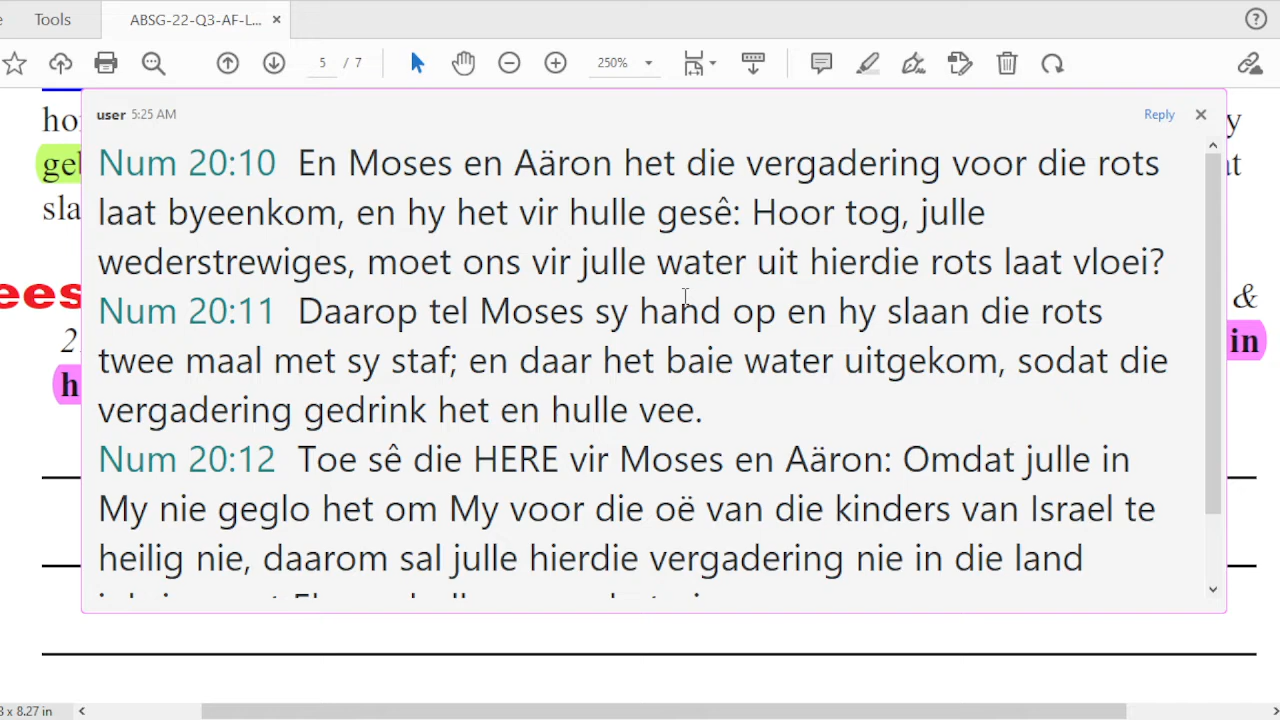 Tools
ABSG-22-Q3-AF-L... ×
5 / 7
250%
user 5:25 AM
Reply
Num 20:10 En Moses en Aäron het die vergadering voor die rots
laat byeenkom, en hy het vir hulle gesê: Hoor tog, julle
wederstrewiges, moet ons vir julle water uit hierdie rots laat vloei?
Num 20:11 Daarop tel Moses sy hand op en hy slaan die rots
twee maal met sy staf; en daar het baie water uitgekom, sodat die
vergadering gedrink het en hulle vee.
Num 20:12 Toe sê die HERE vir Moses en Aäron: Omdat julle in
My nie geglo het om My voor die oë van die kinders van Israel te
heilig nie, daarom sal julle hierdie vergadering nie in die land
&
in
8.27 in